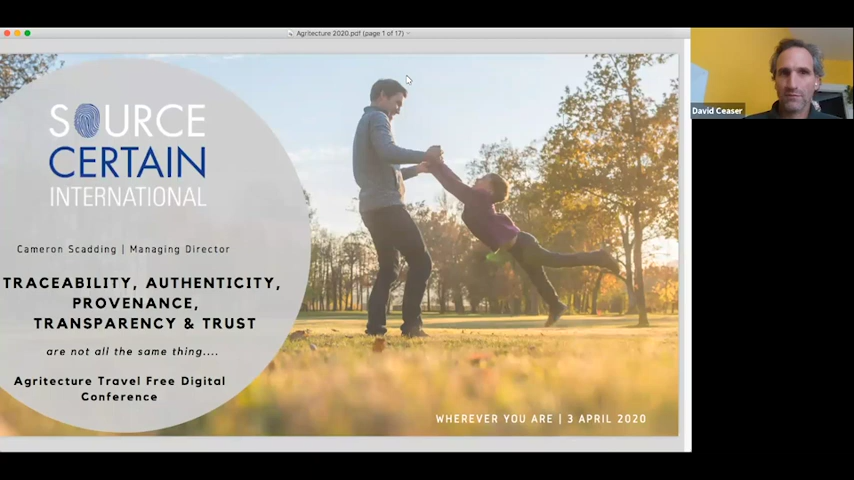 Agritecture 2020.pdf (page 1 of 17)
SOURCE
CERTAIN
INTERNATIONAL
Cameron Scadding | Managing Director
TRACEABILITY, AUTHENTICITY,
PROVENANCE,
TRANSPARENCY & TRUST
are not all the same thing....
Agritecture Travel Free Digital
Conference
WHEREVER YOU ARE | 3 APRIL 2020
David Ceaser